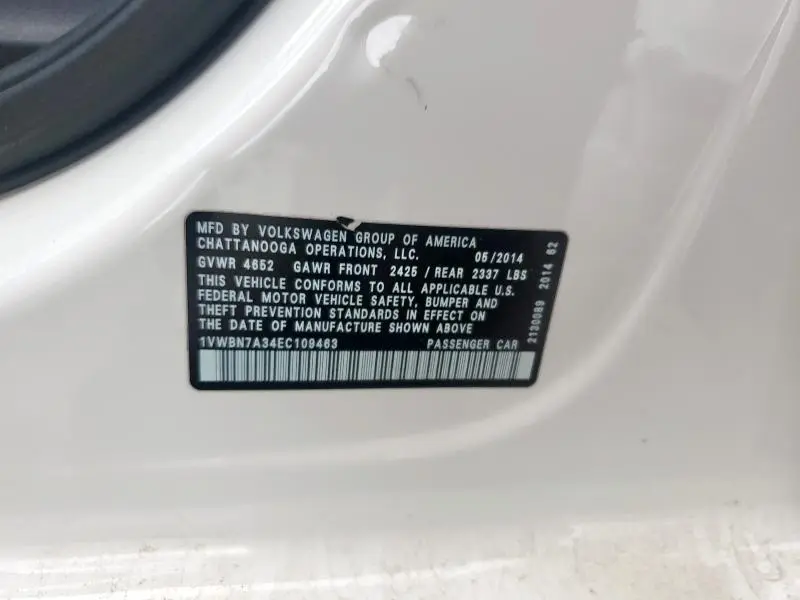 MFD BY VOLKSWAGEN GROUP OF AMERICA
CHATTANOOGA OPERATIONS, LLC. 05/2014
GVWR 4652 GAWR FRONT 2425 / REAR 2337 LBS
THIS VEHICLE CONFORMS TO ALL APPLICABLE U.S.
FEDERAL MOTOR VEHICLE SAFETY, BUMPER AND
THEFT PREVENTION STANDARDS IN EFFECT ON
THE DATE OF MANUFACTURE SHOWN ABOVE
1VWBN7A34EC109463 PASSENGER CAR
2130089 2014 62